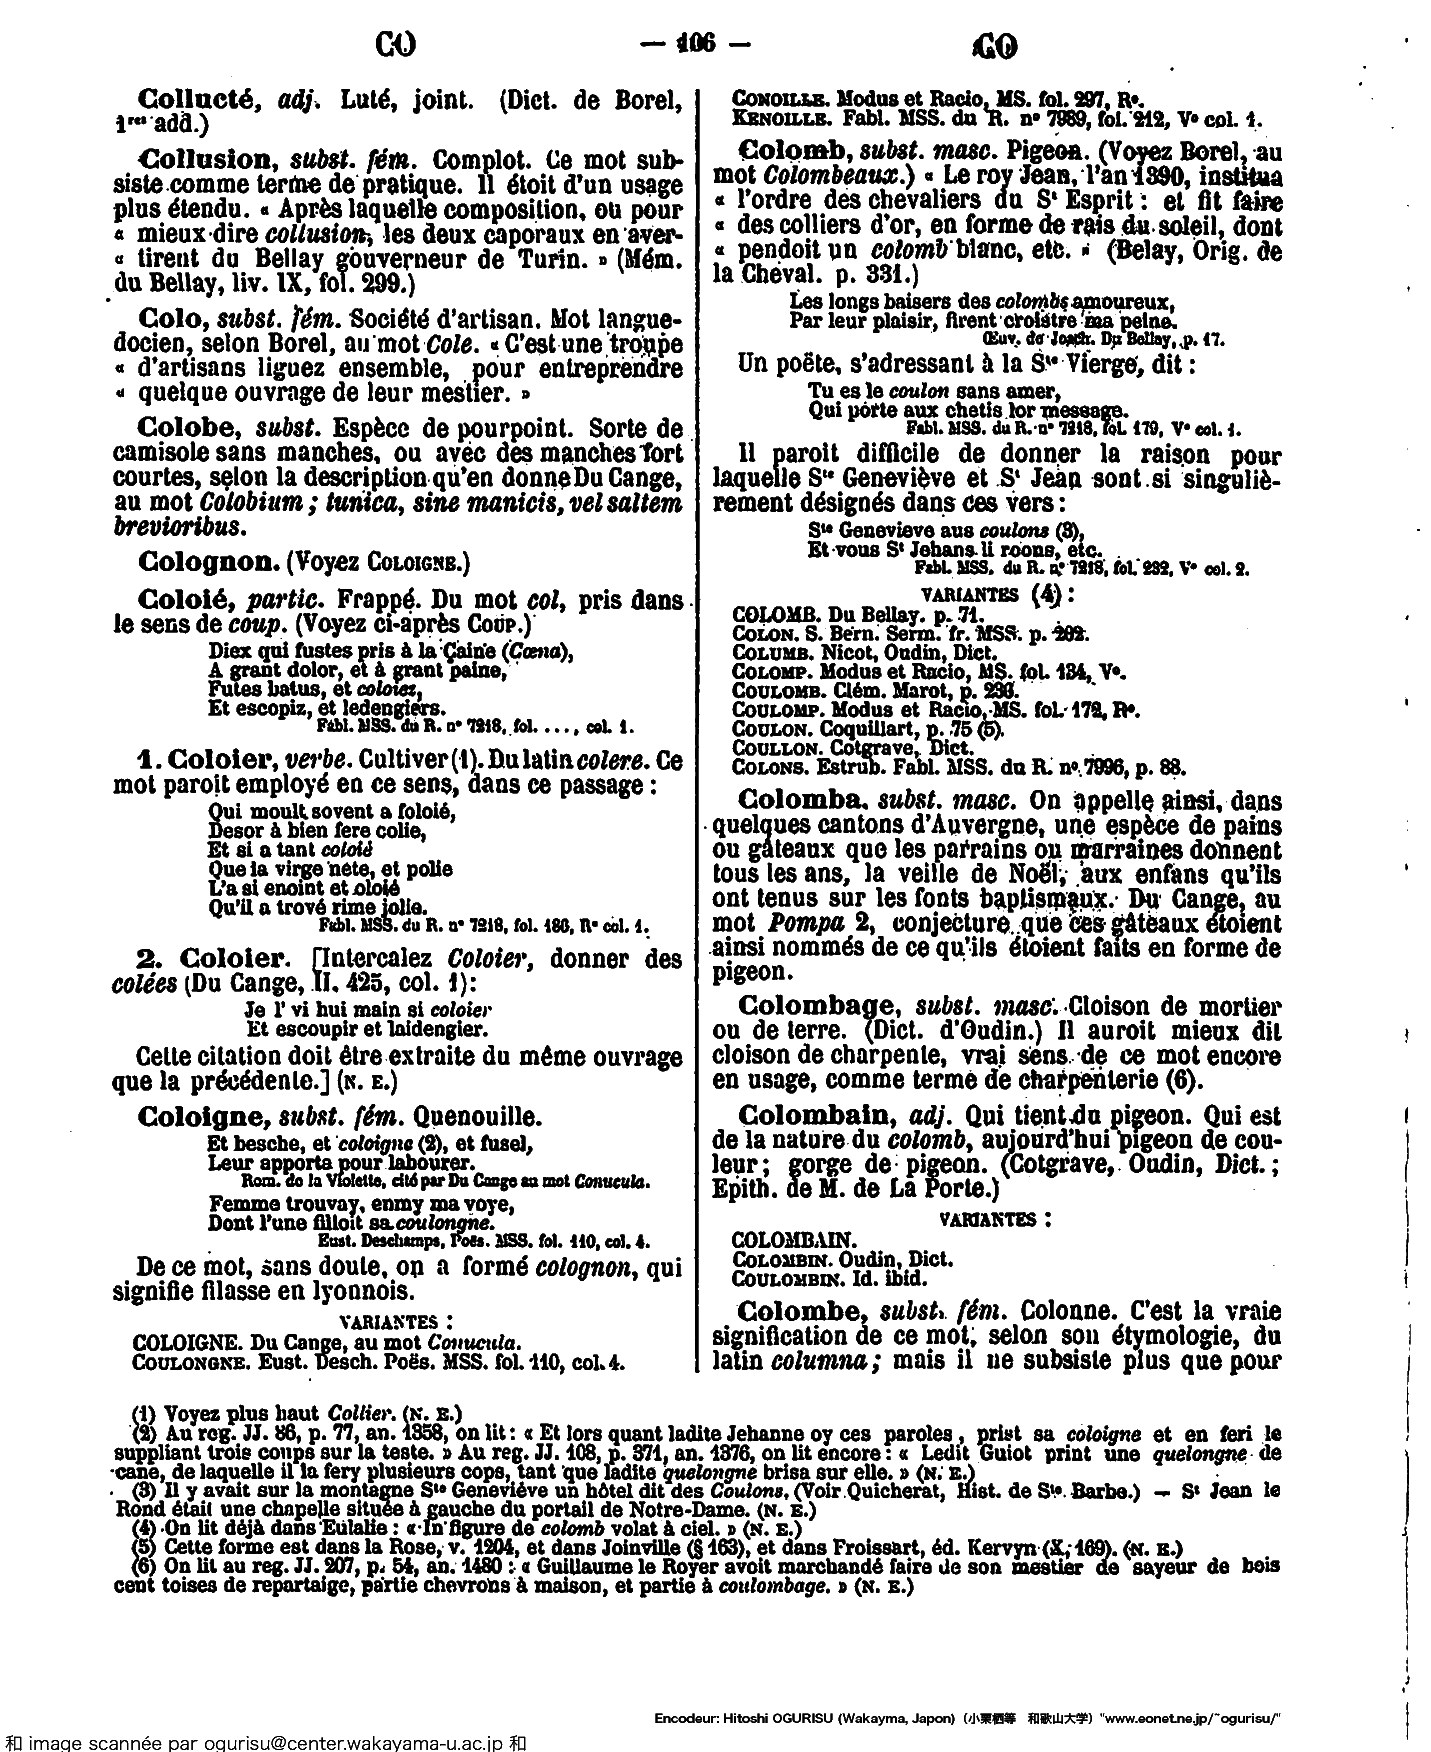 CO — 106 — CO
Collucté, adj. Luté, joint. (Dict. de Borel,
1res add.)
Collusion, subst. fém. Complot. Ce mot sub-
siste comme terme de pratique. Il étoit d'un usage
plus étendu. « Après laquelle composition, ou pour
« mieux dire collusion, les deux caporaux en aver-
« tirent du Bellay gouverneur de Turin. » (Mém.
du Bellay, liv. IX, fol. 299.)
Colo, subst. fém. Société d'artisan. Mot langue-
docien, selon Borel, au mot Cole. « C'est une troupe
« d'artisans liguez ensemble, pour entreprendre
« quelque ouvrage de leur mestier. »
Colobe, subst. Espèce de pourpoint. Sorte de
camisole sans manches, ou avec des manches fort
courtes, selon la description qu'en donne Du Cange,
au mot Colobium ; tunica, sine manicis, vel saltem
brevioribus.
Colognon. (Voyez COLOIGNE.)
Coloié, partic. Frappé. Du mot col, pris dans
le sens de coup. (Voyez ci-après COUP.)
Diex qui fustes pris à la Çaine (Cœna),
A grant dolor, et à grant paine,
Futes batus, et coloiez,
Et escopiz, et ledengiers.
Fabl. MSS. du R. nº 7218, fol. ..., col. 1.
1. Coloier, verbe. Cultiver (1). Du latin colere. Ce
mot paroit employé en ce sens, dans ce passage :
Qui moult sovent a foloié,
Desor à bien fere colie,
Et si a tant coloié
Que la virge nete, et polie
L'a si enoint et oloié
Qu'il a trové rime jolie.
Fabl. MSS. du R. nº 7218, fol. 186, Rº col. 1.
2. Coloier. [Intercalez Coloier, donner des
colées (Du Cange, II. 425, col. 1):
Je l' vi hui main si coloier
Et escoupir et laidengier.
Cette citation doit être extraite du même ouvrage
que la précédente.] (N. E.)
Coloigne, subst. fém. Quenouille.
Et besche, et coloigne (2), et fusel,
Leur apporta pour labourer.
Rom. de la Violette, cité par Du Cange au mot Conucula.
Femme trouvay, enmy ma voye,
Dont l'une filloit sa coulongne.
Eust. Deschamps, Poës. MSS. fol. 110, col. 4.
De ce mot, sans doute, on a formé colognon, qui
signifie filasse en lyonnois.
VARIANTES :
COLOIGNE. Du Cange, au mot Conucula.
COULONGNE. Eust. Desch. Poës. MSS. fol. 110, col. 4.
CONOILLE. Modus et Racio, MS. fol. 297, Rº.
KENOILLE. Fabl. MSS. du R. nº 7989, fol. 212, Vº col. 1.
Colomb, subst. masc. Pigeon. (Voyez Borel, au
mot Colombeaux.) « Le roy Jean, l'an 1390, institua
« l'ordre des chevaliers du St Esprit : et fit faire
« des colliers d'or, en forme de rais du soleil, dont
« pendoit un colomb blanc, etc. » (Belay, Orig. de
la Cheval. p. 331.)
Les longs baisers des colombs amoureux,
Par leur plaisir, firent croistre ma peine.
Œuv. de Joach. Du Bellay, p. 17.
Un poëte, s'adressant à la Ste Vierge, dit :
Tu es le coulon sans amer,
Qui porte aux chetis lor message.
Fabl. MSS. du R. nº 7218, fol. 179, Vº col. 1.
Il paroit difficile de donner la raison pour
laquelle Ste Geneviève et St Jean sont si singuliè-
rement désignés dans ces vers :
Ste Genevieve aus coulons (3),
Et vous St Jehans li roons, etc.
Fabl. MSS. du R. nº 7218, fol. 232, Vº col. 2.
VARIANTES (4) :
COLOMB. Du Bellay. p. 71.
COLON. S. Bern. Serm. fr. MSS. p. 202.
COLUMB. Nicot, Oudin, Dict.
COLOMP. Modus et Racio, MS. fol. 134, Vº.
COULOMB. Clém. Marot, p. 236.
COULOMP. Modus et Racio, MS. fol. 172, Rº.
COULON. Coquillart, p. 75 (5).
COULLON. Cotgrave, Dict.
COLONS. Estrub. Fabl. MSS. du R. nº 7996, p. 88.
Colomba, subst. masc. On appelle ainsi, dans
quelques cantons d'Auvergne, une espèce de pains
ou gâteaux que les parrains ou marraines donnent
tous les ans, la veille de Noël, aux enfans qu'ils
ont tenus sur les fonts baptismaux. Du Cange, au
mot Pompa 2, conjecture que ces gâteaux étoient
ainsi nommés de ce qu'ils étoient faits en forme de
pigeon.
Colombage, subst. masc. Cloison de mortier
ou de terre. (Dict. d'Oudin.) Il auroit mieux dit
cloison de charpente, vrai sens de ce mot encore
en usage, comme terme de charpenterie (6).
Colombain, adj. Qui tient du pigeon. Qui est
de la nature du colomb, aujourd'hui pigeon de cou-
leur ; gorge de pigeon. (Cotgrave, Oudin, Dict. ;
Epith. de M. de La Porte.)
VARIANTES :
COLOMBAIN.
COLOMBIN. Oudin, Dict.
COULOMBIN. Id. ibid.
Colombe, subst. fém. Colonne. C'est la vraie
signification de ce mot, selon son étymologie, du
latin columna ; mais il ne subsiste plus que pour
(1) Voyez plus haut Collier. (N. E.)
(2) Au reg. JJ. 86, p. 77, an. 1358, on lit : « Et lors quant ladite Jehanne oy ces paroles, prist sa coloigne et en feri le
suppliant trois coups sur la teste. » Au reg. JJ. 108, p. 371, an. 1376, on lit encore : « Ledit Guiot print une quelongne de
cane, de laquelle il la fery plusieurs cops, tant que ladite quelongne brisa sur elle. » (N. E.)
(3) Il y avait sur la montagne Ste Geneviève un hôtel dit des Coulons. (Voir Quicherat, Hist. de Ste Barbe.) — St Jean le
Rond était une chapelle située à gauche du portail de Notre-Dame. (N. E.)
(4) On lit déjà dans Eulalie : « In figure de colomb volat à ciel. » (N. E.)
(5) Cette forme est dans la Rose, v. 1204, et dans Joinville (§ 163), et dans Froissart, éd. Kervyn (X, 169). (N. E.)
(6) On lit au reg. JJ. 207, p. 54, an. 1480 : « Guillaume le Royer avoit marchandé faire de son mestier de sayeur de bois
cent toises de repartaige, partie chevrons à maison, et partie à coulombage. » (N. E.)
Encodeur: Hitoshi OGURISU (Wakayma, Japon) (小栗栖等 和歌山大学) "www.eonet.ne.jp/~ogurisu/"
和 image scannée par ogurisu@center.wakayama-u.ac.jp 和